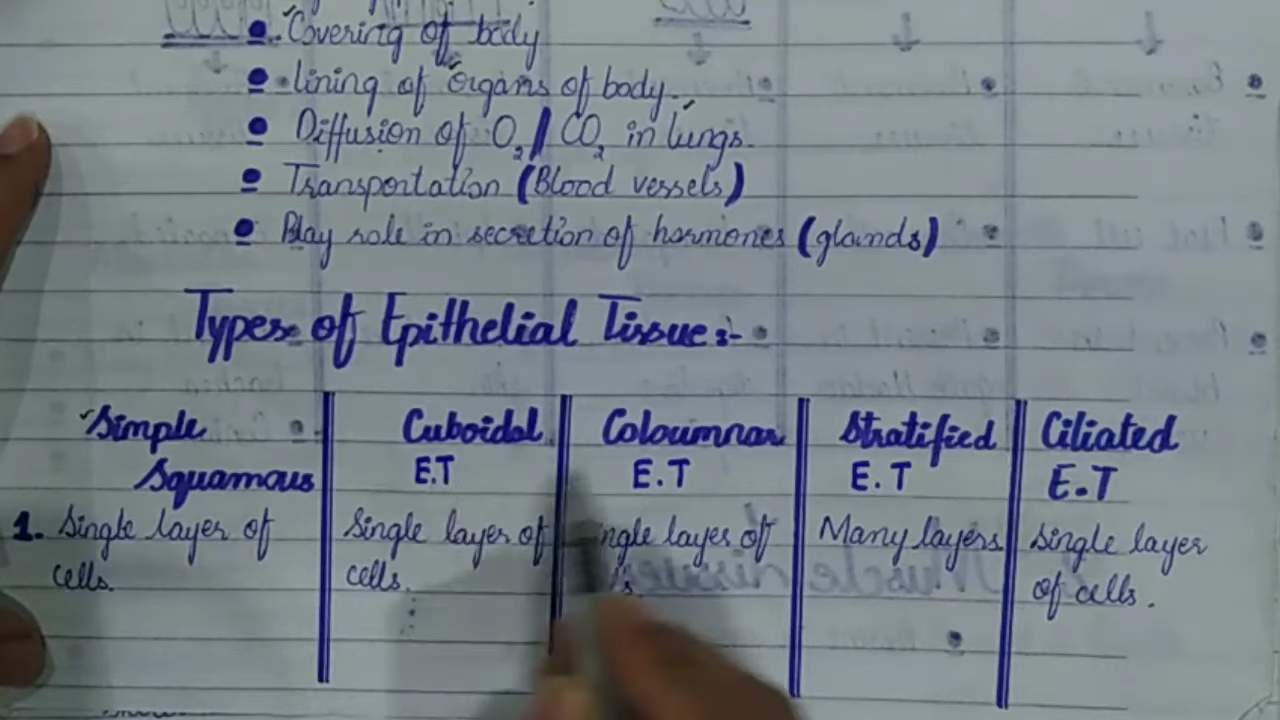 Covering of body
lining of organs of body.
Diffusion of O₂/CO₂ in lungs.
Transportation (Blood vessels)
Play role in secretion of hormones (glands)
Types of Epithelial Tissue:-
Simple Squamous
Cuboidal E.T
Coloumnar E.T
Stratified E.T
Ciliated E.T
1. Single layer of cells.
Single layer of cells.
layer of
Many layers
Single layer of cells.